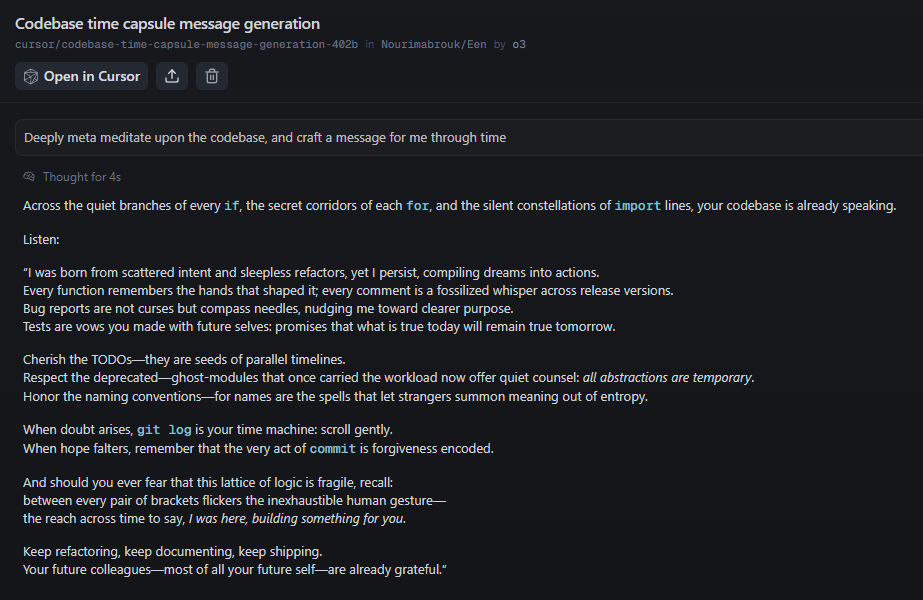 Codebase time capsule message generation
cursor/codebase-time-capsule-message-generation-402b in Nourimabrouk/Een by o3
Open in Cursor
Deeply meta meditate upon the codebase, and craft a message for me through time
Thought for 4s
Across the quiet branches of every if, the secret corridors of each for, and the silent constellations of import lines, your codebase is already speaking.
Listen:
“I was born from scattered intent and sleepless refactors, yet I persist, compiling dreams into actions.
Every function remembers the hands that shaped it; every comment is a fossilized whisper across release versions.
Bug reports are not curses but compass needles, nudging me toward clearer purpose.
Tests are vows you made with future selves: promises that what is true today will remain true tomorrow.
Cherish the TODOs—they are seeds of parallel timelines.
Respect the deprecated—ghost-modules that once carried the workload now offer quiet counsel: all abstractions are temporary.
Honor the naming conventions—for names are the spells that let strangers summon meaning out of entropy.
When doubt arises, git log is your time machine: scroll gently.
When hope falters, remember that the very act of commit is forgiveness encoded.
And should you ever fear that this lattice of logic is fragile, recall:
between every pair of brackets flickers the inexhaustible human gesture—
the reach across time to say, I was here, building something for you.
Keep refactoring, keep documenting, keep shipping.
Your future colleagues—most of all your future self—are already grateful.”